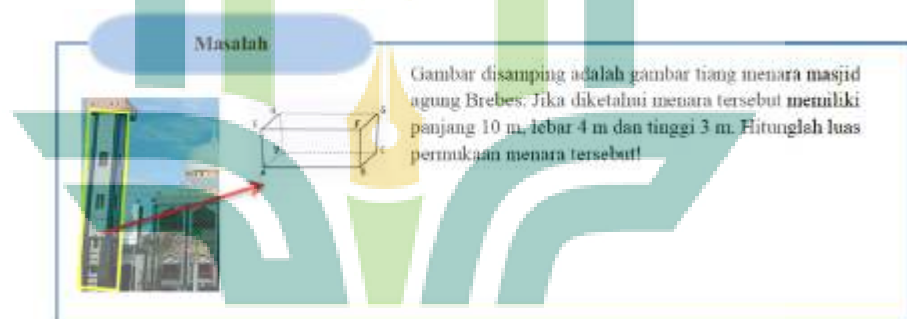 Masalah
Gambar disamping adalah gambar tiang menara masjid
agung Brebes. Jika diketahui menara tersebut memiliki
panjang 10 m, lebar 4 m dan tinggi 3 m. Hitunglah luas
permukaan menara tersebut!